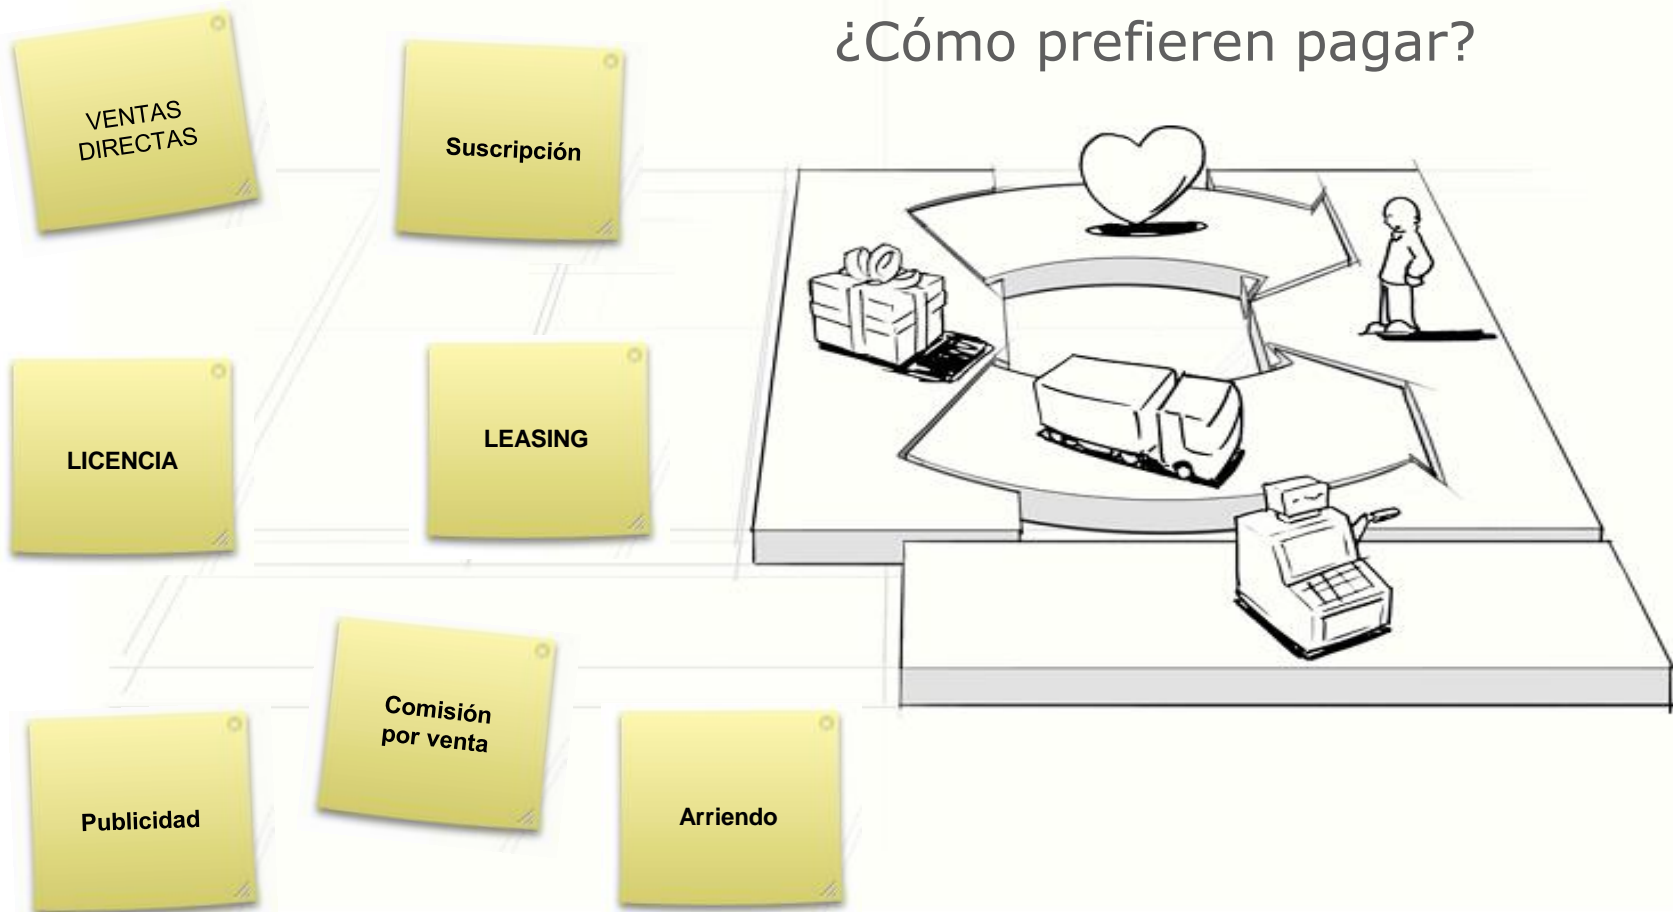 ¿Cómo prefieren pagar?
VENTAS
DIRECTAS
Suscripción
LICENCIA
LEASING
Comisión
por venta
Publicidad
Arriendo